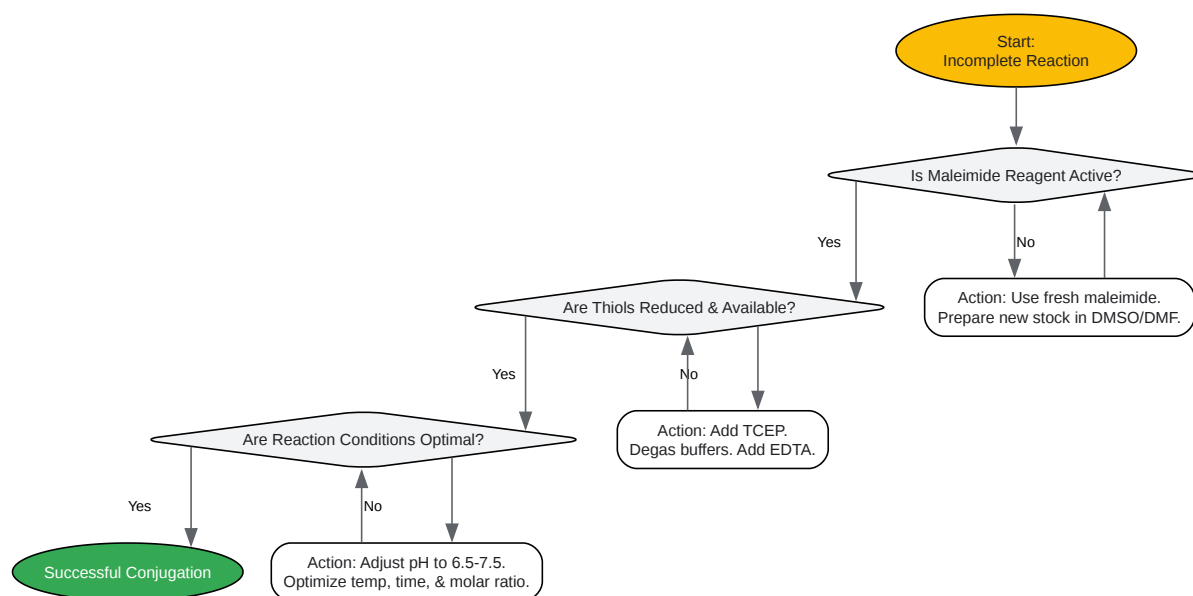 Start:
Incomplete Reaction
Is Maleimide Reagent Active?
Yes
No
Action: Use fresh maleimide.
Prepare new stock in DMSO/DMF.
Are Thiols Reduced & Available?
Yes
No
Action: Add TCEP.
Degas buffers. Add EDTA.
Are Reaction Conditions Optimal?
Yes
No
Successful Conjugation
Action: Adjust pH to 6.5-7.5.
Optimize temp, time, & molar ratio.